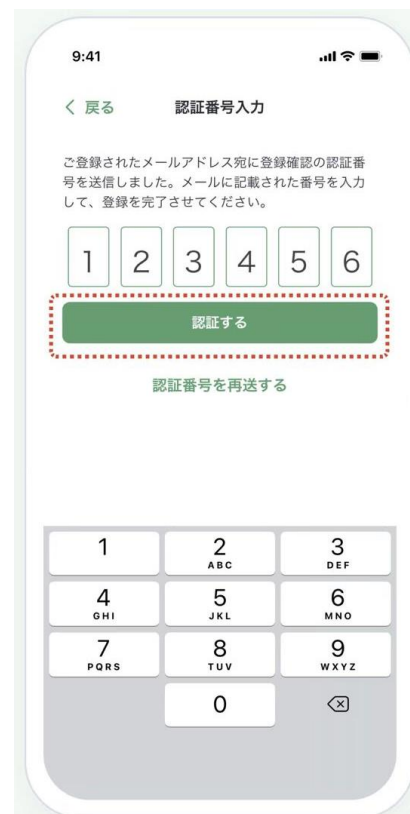 9:41
戻る 認証番号入力
ご登録されたメールアドレス宛に登録確認の認証番
号を送信しました。メールに記載された番号を入力
して、登録を完了させてください。
1 2 3 4 5 6
認証する
認証番号を再送する
1 2 3
ABC DEF
4 5 6
GHI JKL MNO
7 8 9
PQRS TUV WXYZ
0